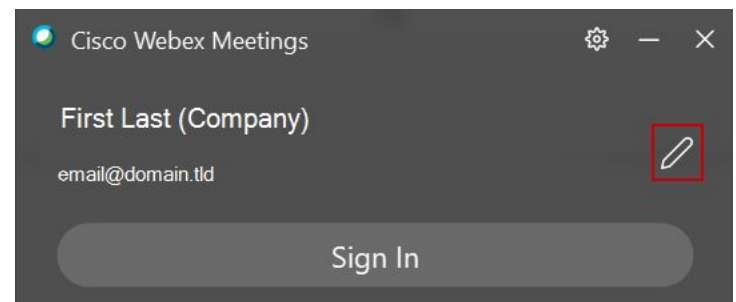 Cisco Webex Meetings
First Last (Company)
email@domain.tld
Sign In